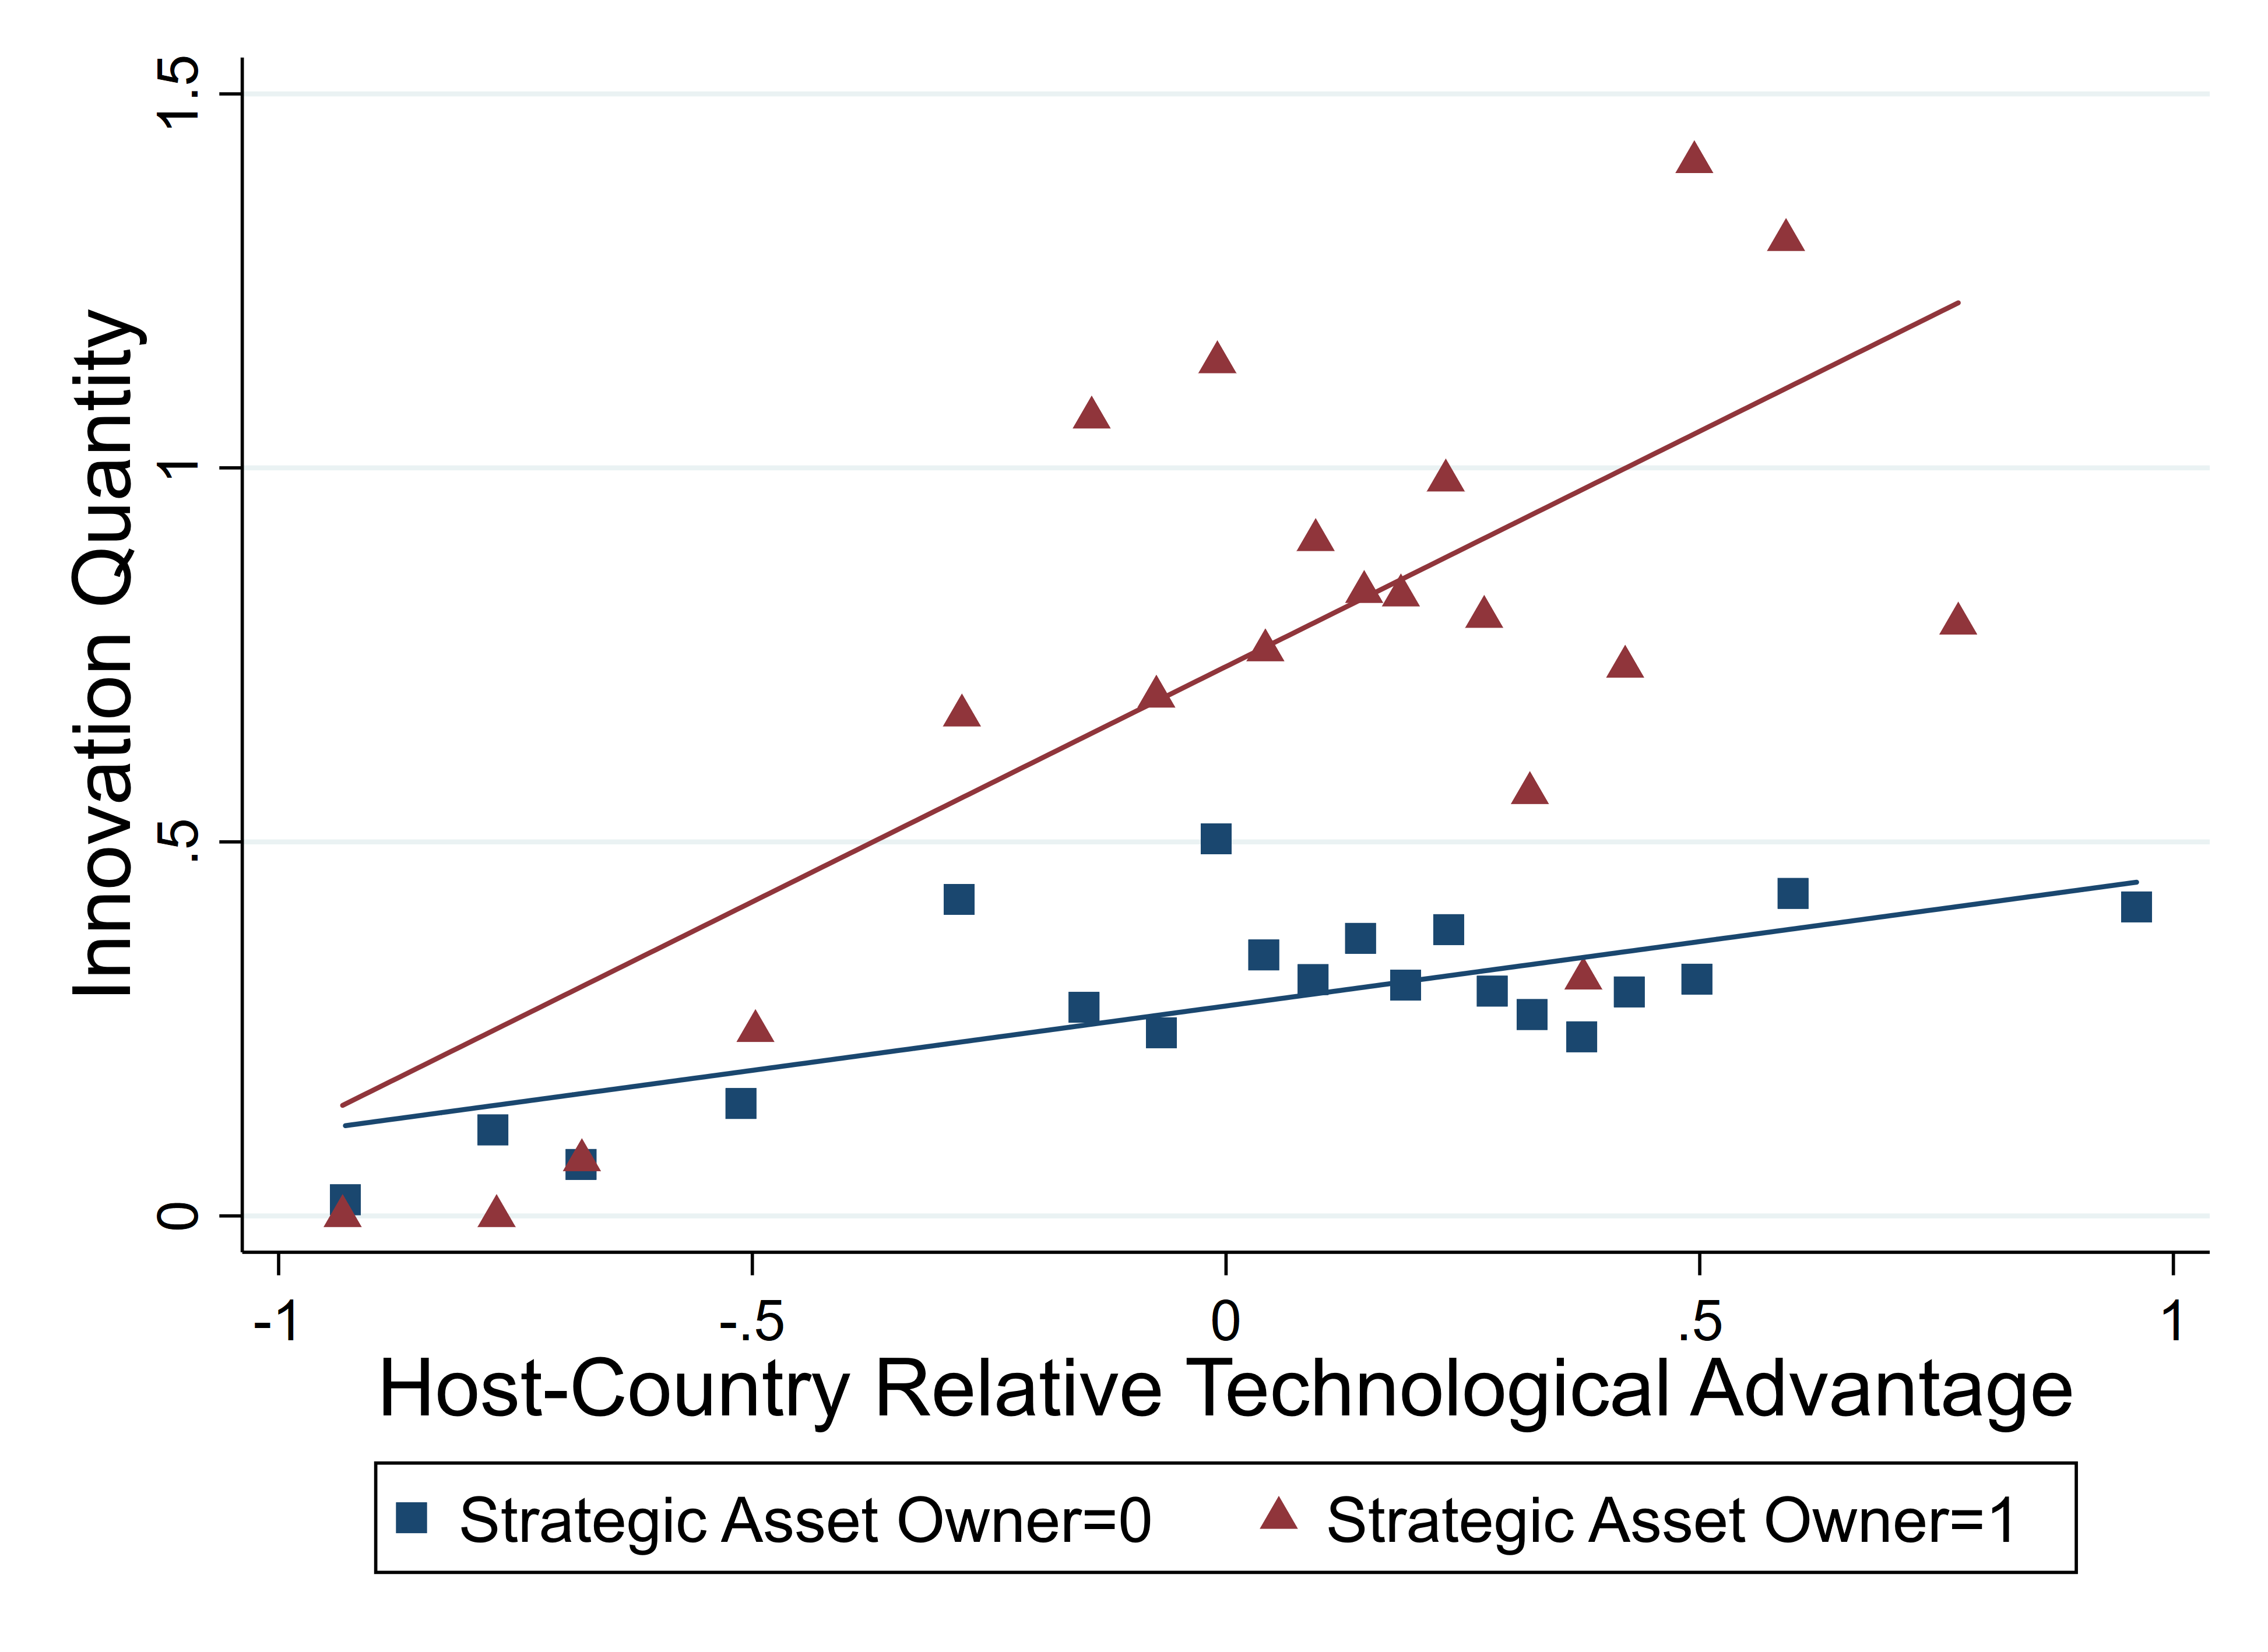 1.5
1
.5
0
Innovation Quantity
-1 -.5 0 .5 1
Host-Country Relative Technological Advantage
Strategic Asset Owner=0 Strategic Asset Owner=1